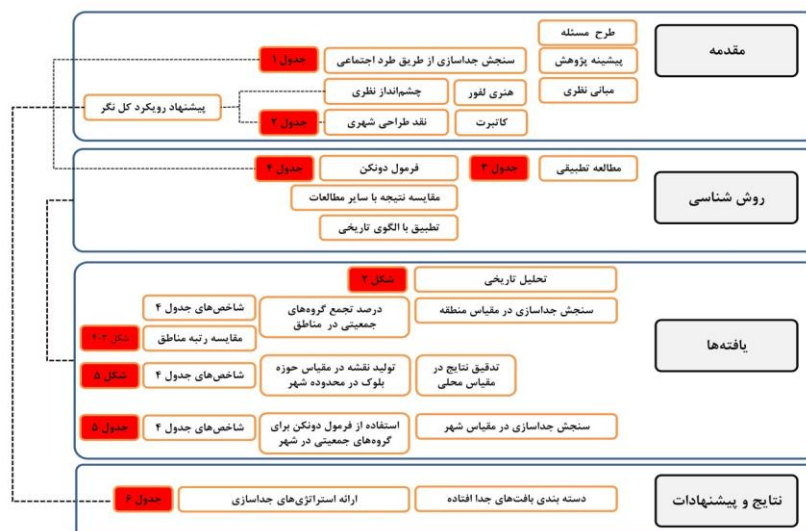 طرح مسئله
مقدمه
پیشینه پژوهش
سنجش جداسازی از طریق طرد اجتماعی
جدول ۱
مبانی نظری
هنری لفور
چشم‌انداز نظری
پیشنهاد رویکرد کل نگر
کاتبرت
نقد طراحی شهری
جدول ۲
روش شناسی
مطالعه تطبیقی
جدول ۳
فرمول دونکن
جدول ۴
مقایسه نتیجه با سایر مطالعات
تطبیق با الگوی تاریخی
یافته‌ها
تحلیل تاریخی
شکل ۲
سنجش جداسازی در مقیاس منطقه
درصد تجمع گروه‌های
جمعیتی در مناطق
شاخص‌های جدول ۴
مقایسه رتبه مناطق
شکل ۳-۴
تدقیق نتایج در
مقیاس محلی
تولید نقشه در مقیاس حوزه
بلوک در محدوده شهر
شاخص‌های جدول ۴
شکل ۵
سنجش جداسازی در مقیاس شهر
استفاده از فرمول دونکن برای
گروه‌های جمعیتی در شهر
شاخص‌های جدول ۴
جدول ۵
نتایج و پیشنهادات
دسته بندی بافت‌های جدا افتاده
ارائه استراتژی‌های جداسازی
جدول ۶